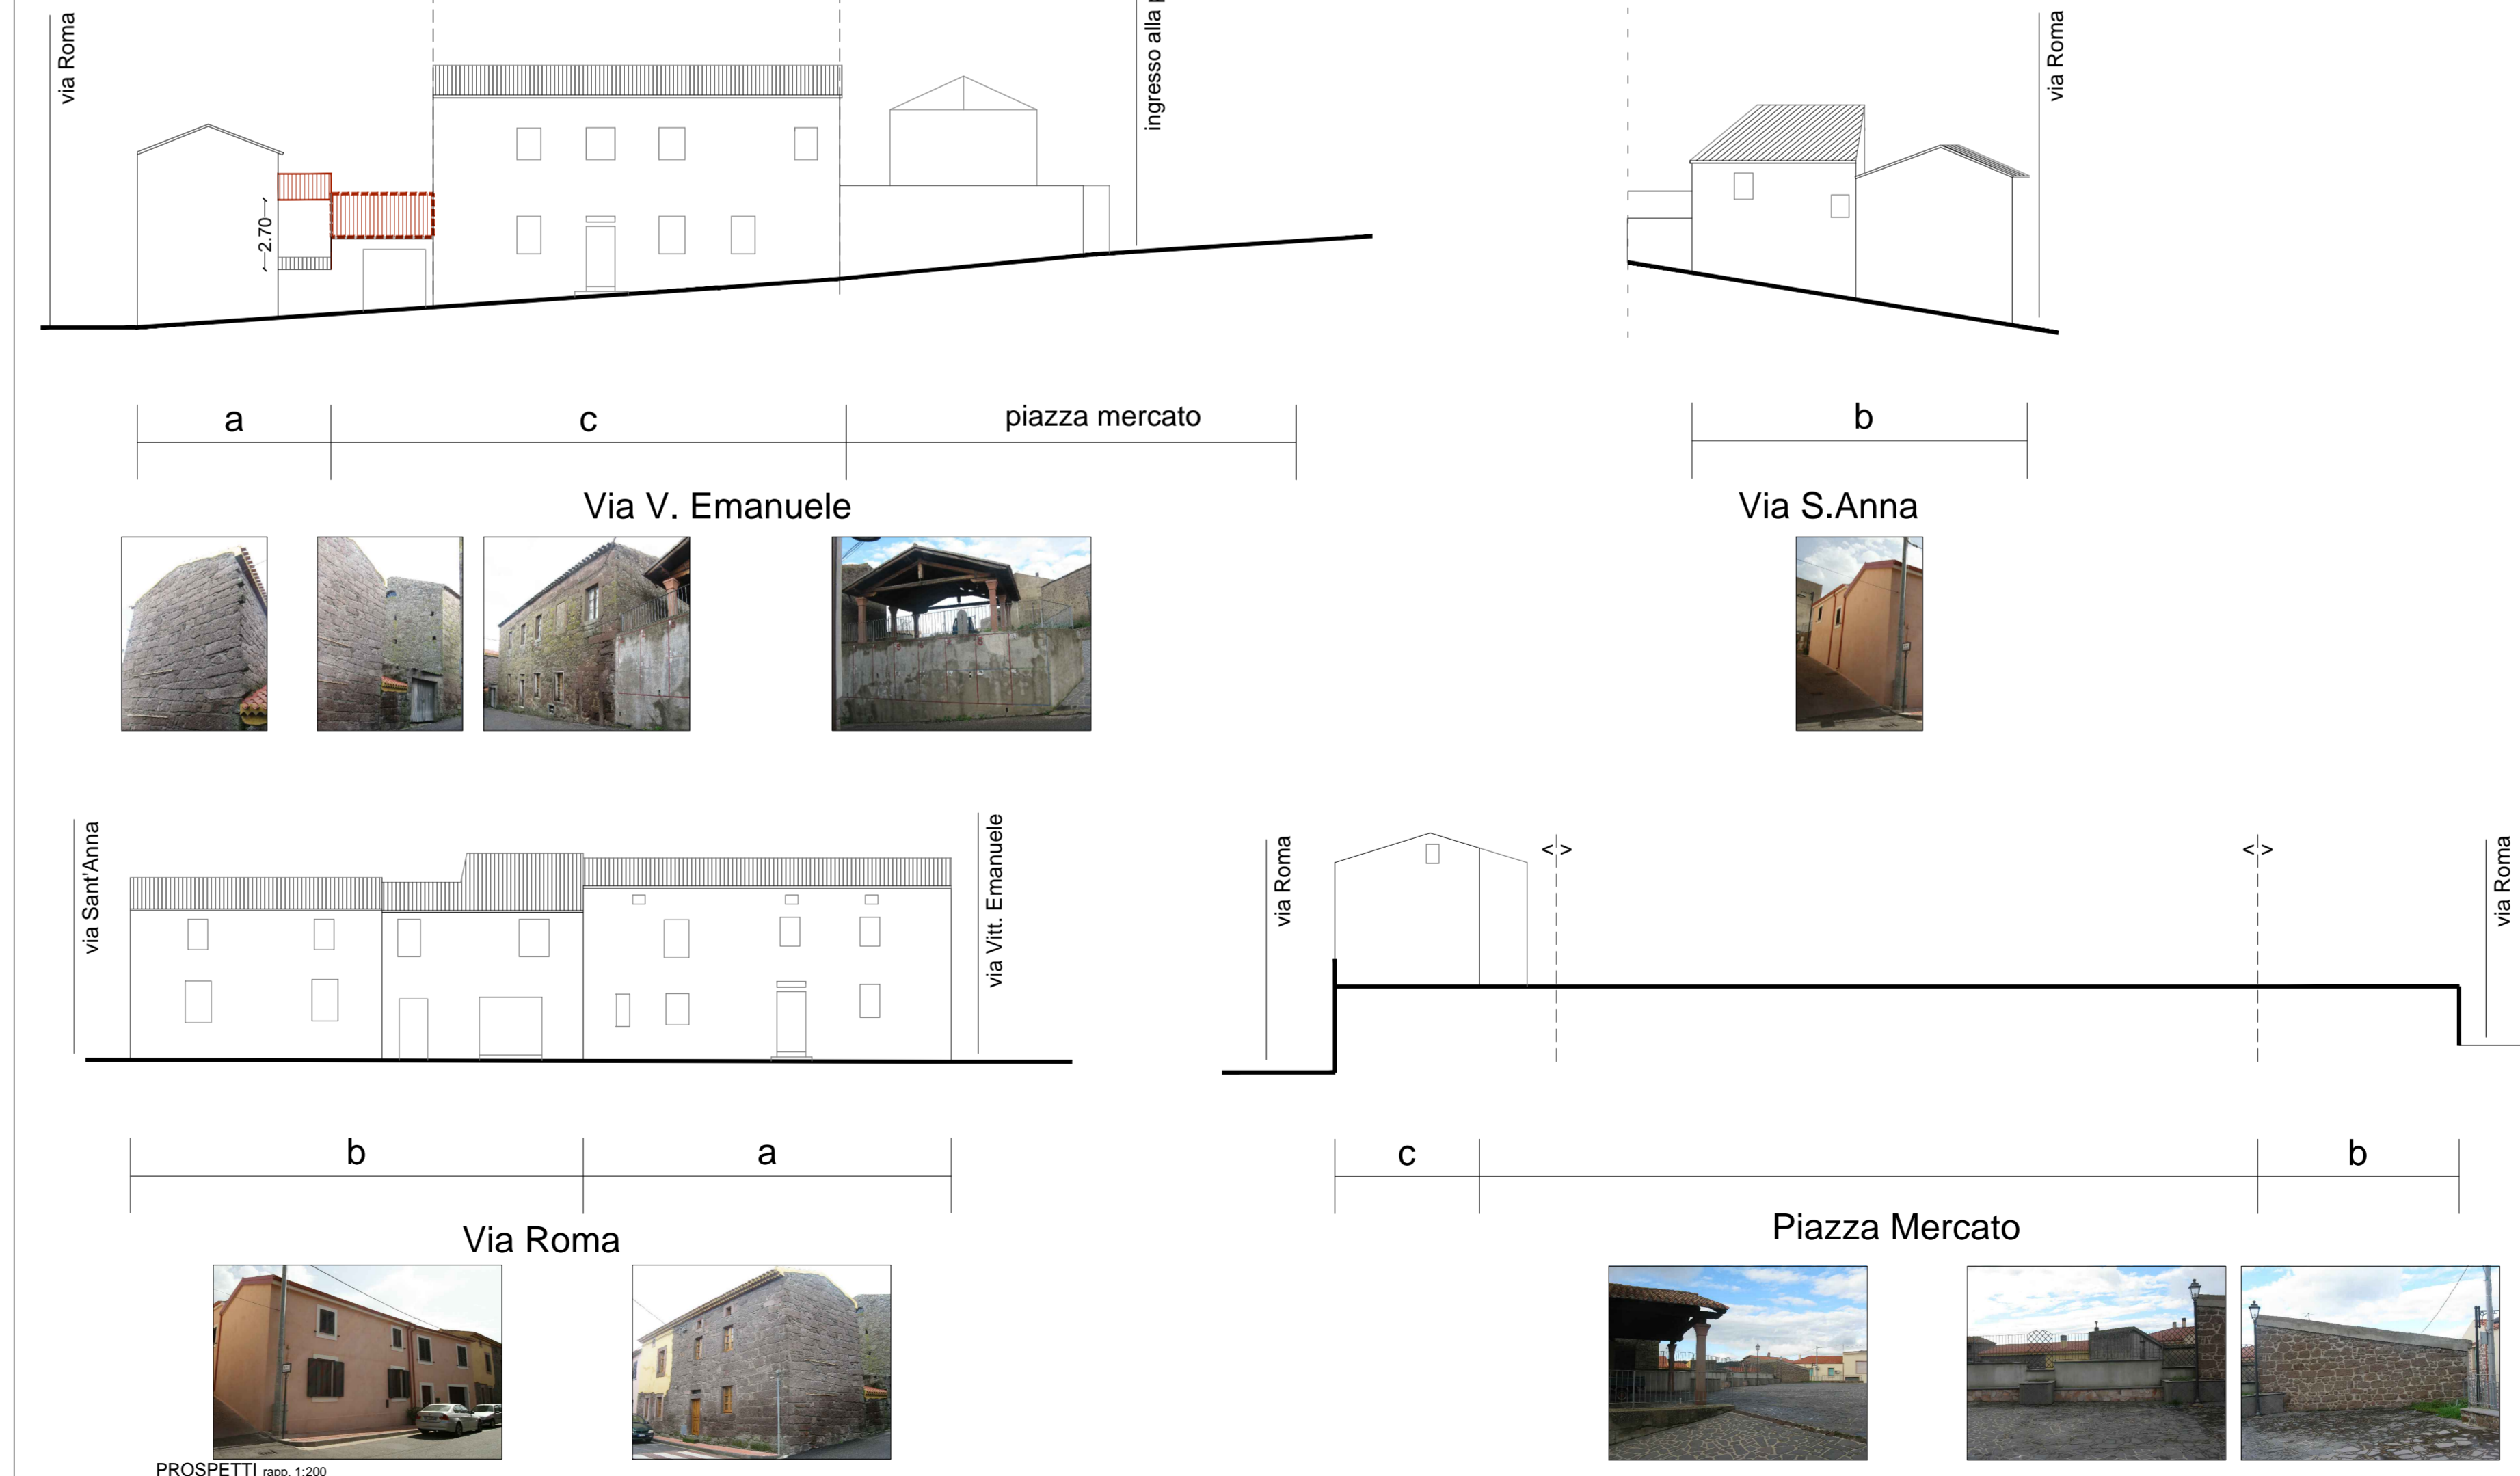 via Roma
ingresso alla
via Roma
2.70
a
c
piazza mercato
b
Via V. Emanuele
Via S.Anna
via Sant'Anna
via Vitt. Emanuele
via Roma
< >
< >
via Roma
b
a
c
b
Via Roma
Piazza Mercato
PROSPETTI rapp. 1:200